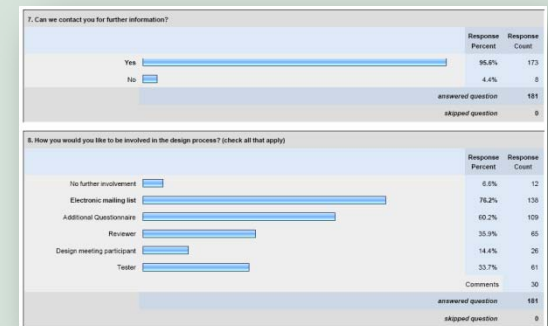 7. Can we contact you for further information?
Response Percent Response Count
Yes 95.6% 173
No 4.4% 8
answered question 181
skipped question 0
8. How you would you like to be involved in the design process? (check all that apply)
Response Percent Response Count
No further involvement 6.6% 12
Electronic mailing list 76.2% 138
Additional Questionnaire 60.2% 109
Reviewer 35.9% 65
Design meeting participant 14.4% 26
Tester 33.7% 61
Comments 30
answered question 181
skipped question 0